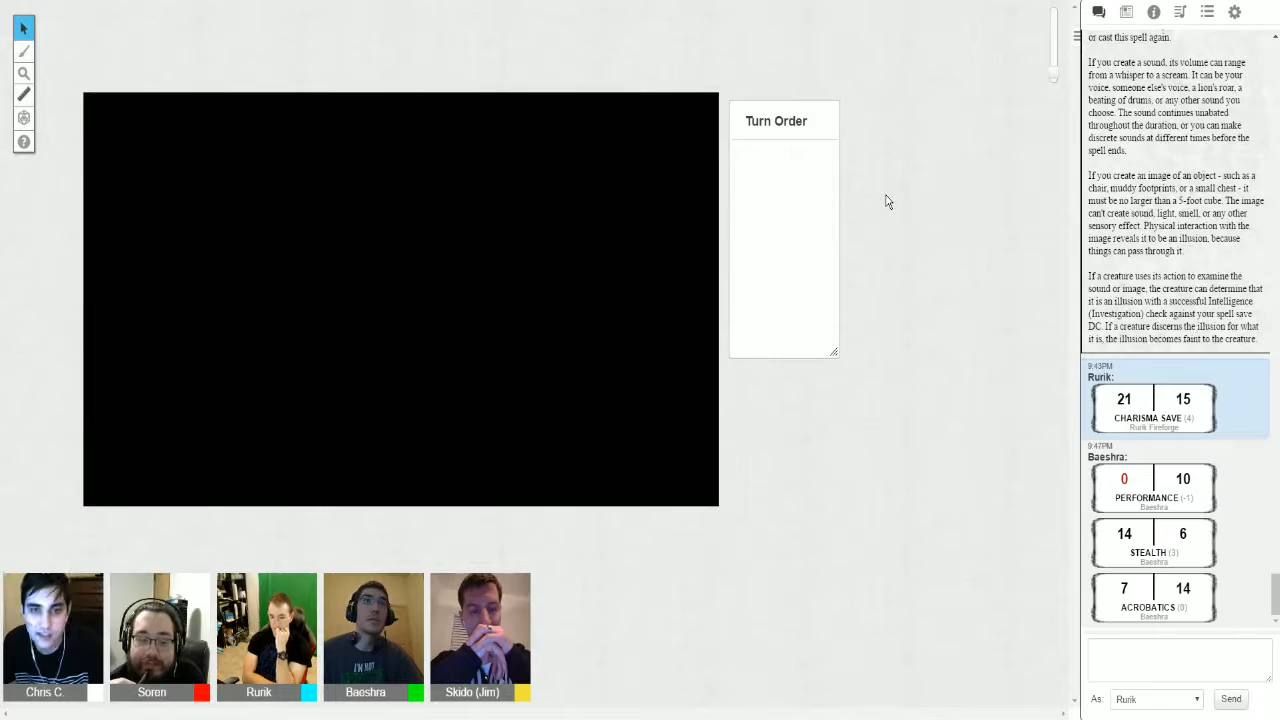 Turn Order
or cast this spell again.
If you create a sound, its volume can range
from a whisper to a scream. It can be your
voice, someone else's voice, a lion's roar, a
beating of drums, or any other sound you
choose. The sound continues unabated
throughout the duration, or you can make
discrete sounds at different times before the
spell ends.
If you create an image of an object - such as a
chair, muddy footprints, or a small chest - it
must be no larger than a 5-foot cube. The image
can't create sound, light, smell, or any other
sensory effect. Physical interaction with the
image reveals it to be an illusion, because
things can pass through it.
If a creature uses its action to examine the
sound or image, the creature can determine that
it is an illusion with a successful Intelligence
(Investigation) check against your spell save
DC. If a creature discerns the illusion for what
it is, the illusion becomes faint to the creature.
9:43PM
Rurik:
21 15
CHARISMA SAVE (4)
Rurik Fireforge
9:47PM
Baeshra:
0 10
PERFORMANCE (-1)
Baeshra
14 6
STEALTH (3)
Baeshra
7 14
ACROBATICS (0)
Baeshra
As: Rurik Send
I'M NOT
Chris C. Soren Rurik Baeshra Skido (Jim)